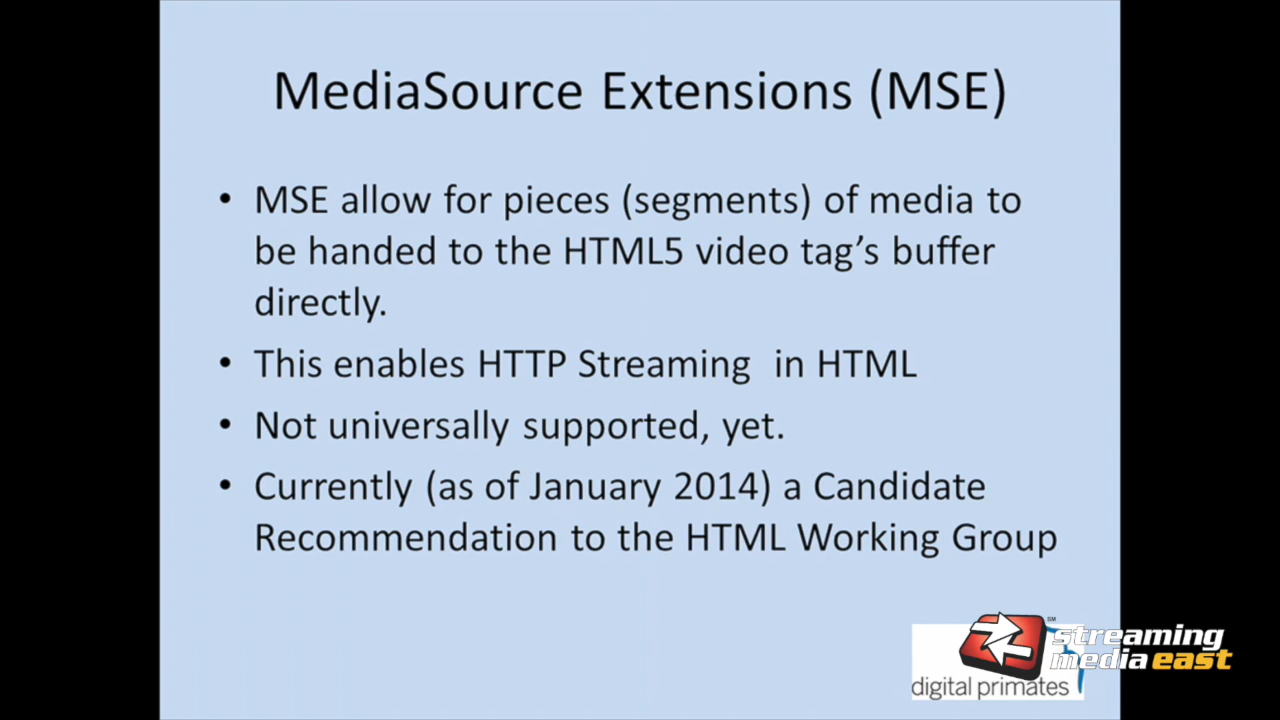 MediaSource Extensions (MSE)
• MSE allow for pieces (segments) of media to
be handed to the HTML5 video tag’s buffer
directly.
• This enables HTTP Streaming  in HTML
• Not universally supported, yet.
• Currently (as of January 2014) a Candidate
Recommendation to the HTML Working Group
SM
streaming
media east
digital primates